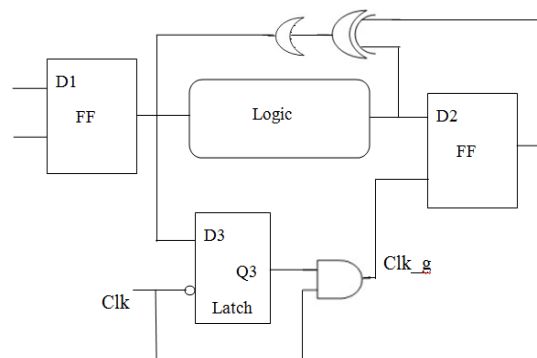 D1
FF
Logic
D2
FF
D3
Q3
Latch
Clk
Clk_g